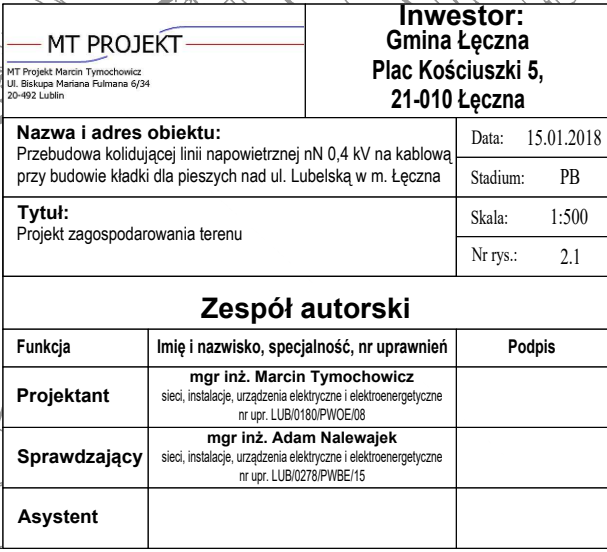 MT PROJEKT
MT Projekt Marcin Tymochowicz
Ul. Biskupa Mariana Fulmana 6/34
20-492 Lublin
Inwestor:
Gmina Łęczna
Plac Kościuszki 5,
21-010 Łęczna
Nazwa i adres obiektu:
Przebudowa kolidującej linii napowietrznej nN 0,4 kV na kablową
przy budowie kładki dla pieszych nad ul. Lubelską w m. Łęczna
Data: 15.01.2018
Stadium: PB
Tytuł:
Projekt zagospodarowania terenu
Skala: 1:500
Nr rys.: 2.1
Zespół autorski
Funkcja Imię i nazwisko, specjalność, nr uprawnień Podpis
Projektant
mgr inż. Marcin Tymochowicz
sieci, instalacje, urządzenia elektryczne i elektroenergetyczne
nr upr. LUB/0180/PWOE/08
Sprawdzający
mgr inż. Adam Nalewajek
sieci, instalacje, urządzenia elektryczne i elektroenergetyczne
nr upr. LUB/0278/PWBE/15
Asystent